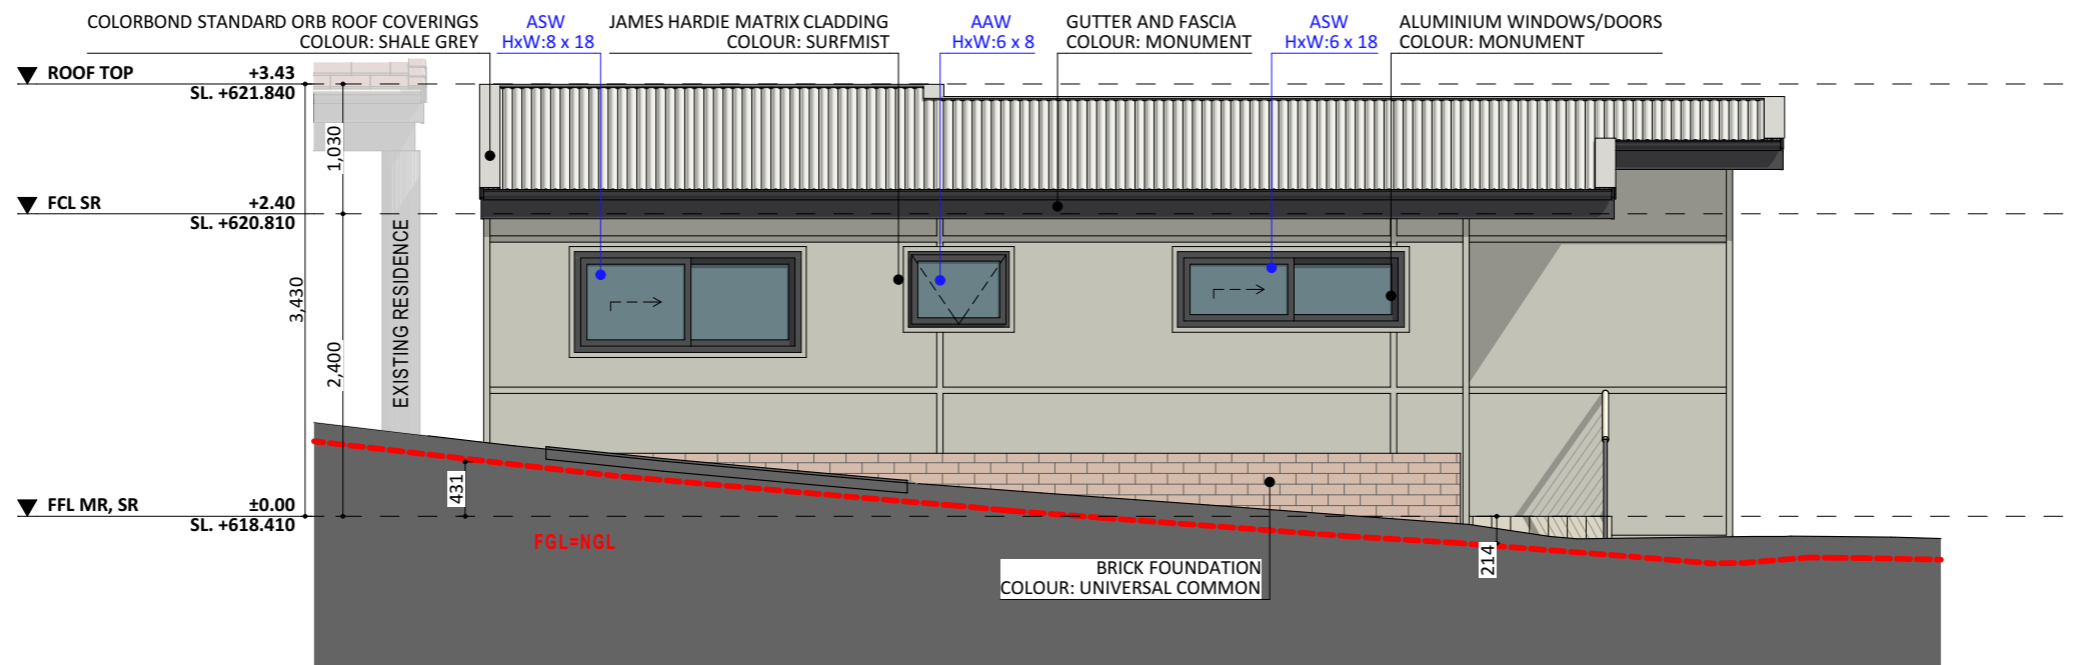 COLORBOND STANDARD ORB ROOF COVERINGS
COLOUR: SHALE GREY
ASW
HxW:8 x 18
JAMES HARDIE MATRIX CLADDING
COLOUR: SURFMIST
AAW
HxW:6 x 8
GUTTER AND FASCIA
COLOUR: MONUMENT
ASW
HxW:6 x 18
ALUMINIUM WINDOWS/DOORS
COLOUR: MONUMENT
ROOF TOP +3.43
SL. +621.840
1,030
FCL SR +2.40
SL. +620.810
EXISTING RESIDENCE
3,430
2,400
431
FFL MR, SR ±0.00
SL. +618.410
FGL=NGL
214
BRICK FOUNDATION
COLOUR: UNIVERSAL COMMON